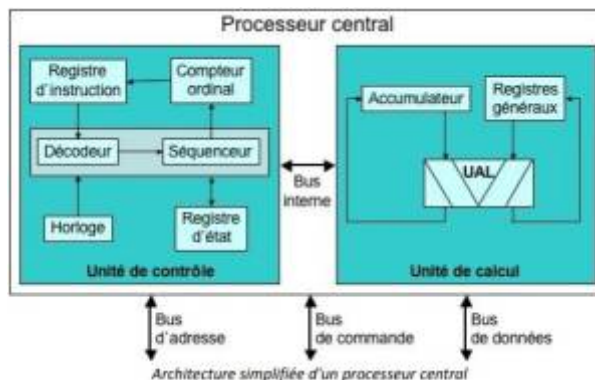 Processeur central
Registre
d'instruction
Compteur
ordinal
Décodeur
Séquenceur
Horloge
Registre
d'état
Unité de contrôle
Bus
interne
Accumulateur
Registres
généraux
UAL
Unité de calcul
Bus
d'adresse
Bus
de commande
Bus
de données
Architecture simplifiée d'un processeur central